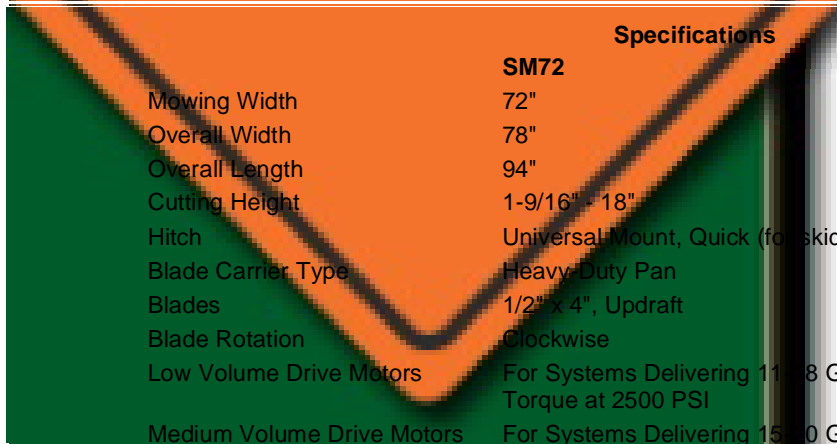 Specifications
SM72
Mowing Width 72"
Overall Width 78"
Overall Length 94"
Cutting Height 1-9/16" - 18"
Hitch Universal Mount, Quick (for skid
Blade Carrier Type Heavy-Duty Pan
Blades 1/2" x 4", Updraft
Blade Rotation Clockwise
Low Volume Drive Motors For Systems Delivering G
Torque at 2500 PSI
Medium Volume Drive Motors For Systems Delivering G